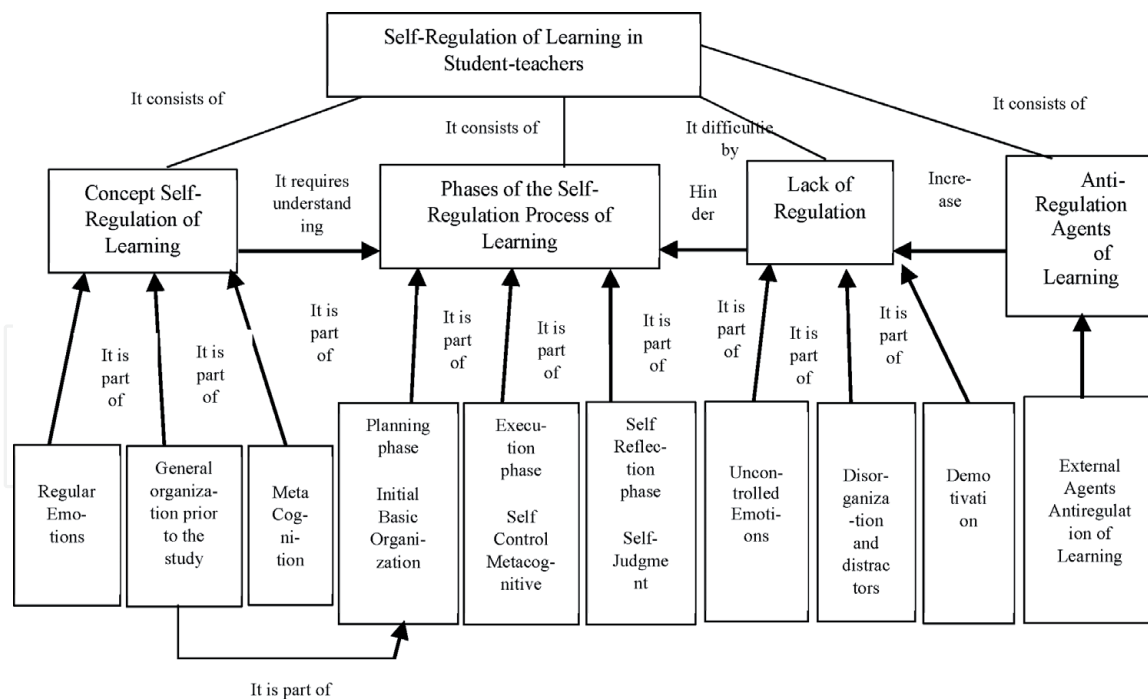 Self-Regulation of Learning in
Student-teachers
It consists of
It consists of
It difficultie
by
It consists of
Concept Self-
Regulation of
Learning
It requires
understand
ing
Phases of the Self-
Regulation Process of
Learning
Hin
der
Lack of
Regulation
Incre-
ase
Anti-
Regulation
Agents
of
Learning
It is
part
of
It is
part
of
It is
part
of
It is
part
of
It is
part
of
It is
part
of
It is
part
of
It is
part
of
It is
part
of
Regular
Emo-
tions
General
organiza-
tion prior
to the
study
Meta
Cog-
ni-
tion
Planning
phase
Initial
Basic
Organi-
zation
Execu-
tion
phase
Self
Control
Metacog-
nitive
Self
Reflec-
tion
phase
Self-
Judgme
nt
Uncon-
trolled
Emoti-
ons
Disor-
ganiza
-tion
and
distrac
tors
Demo
tivati
on
External
Agents
Antiregulat
ion of
Learning
It is part of